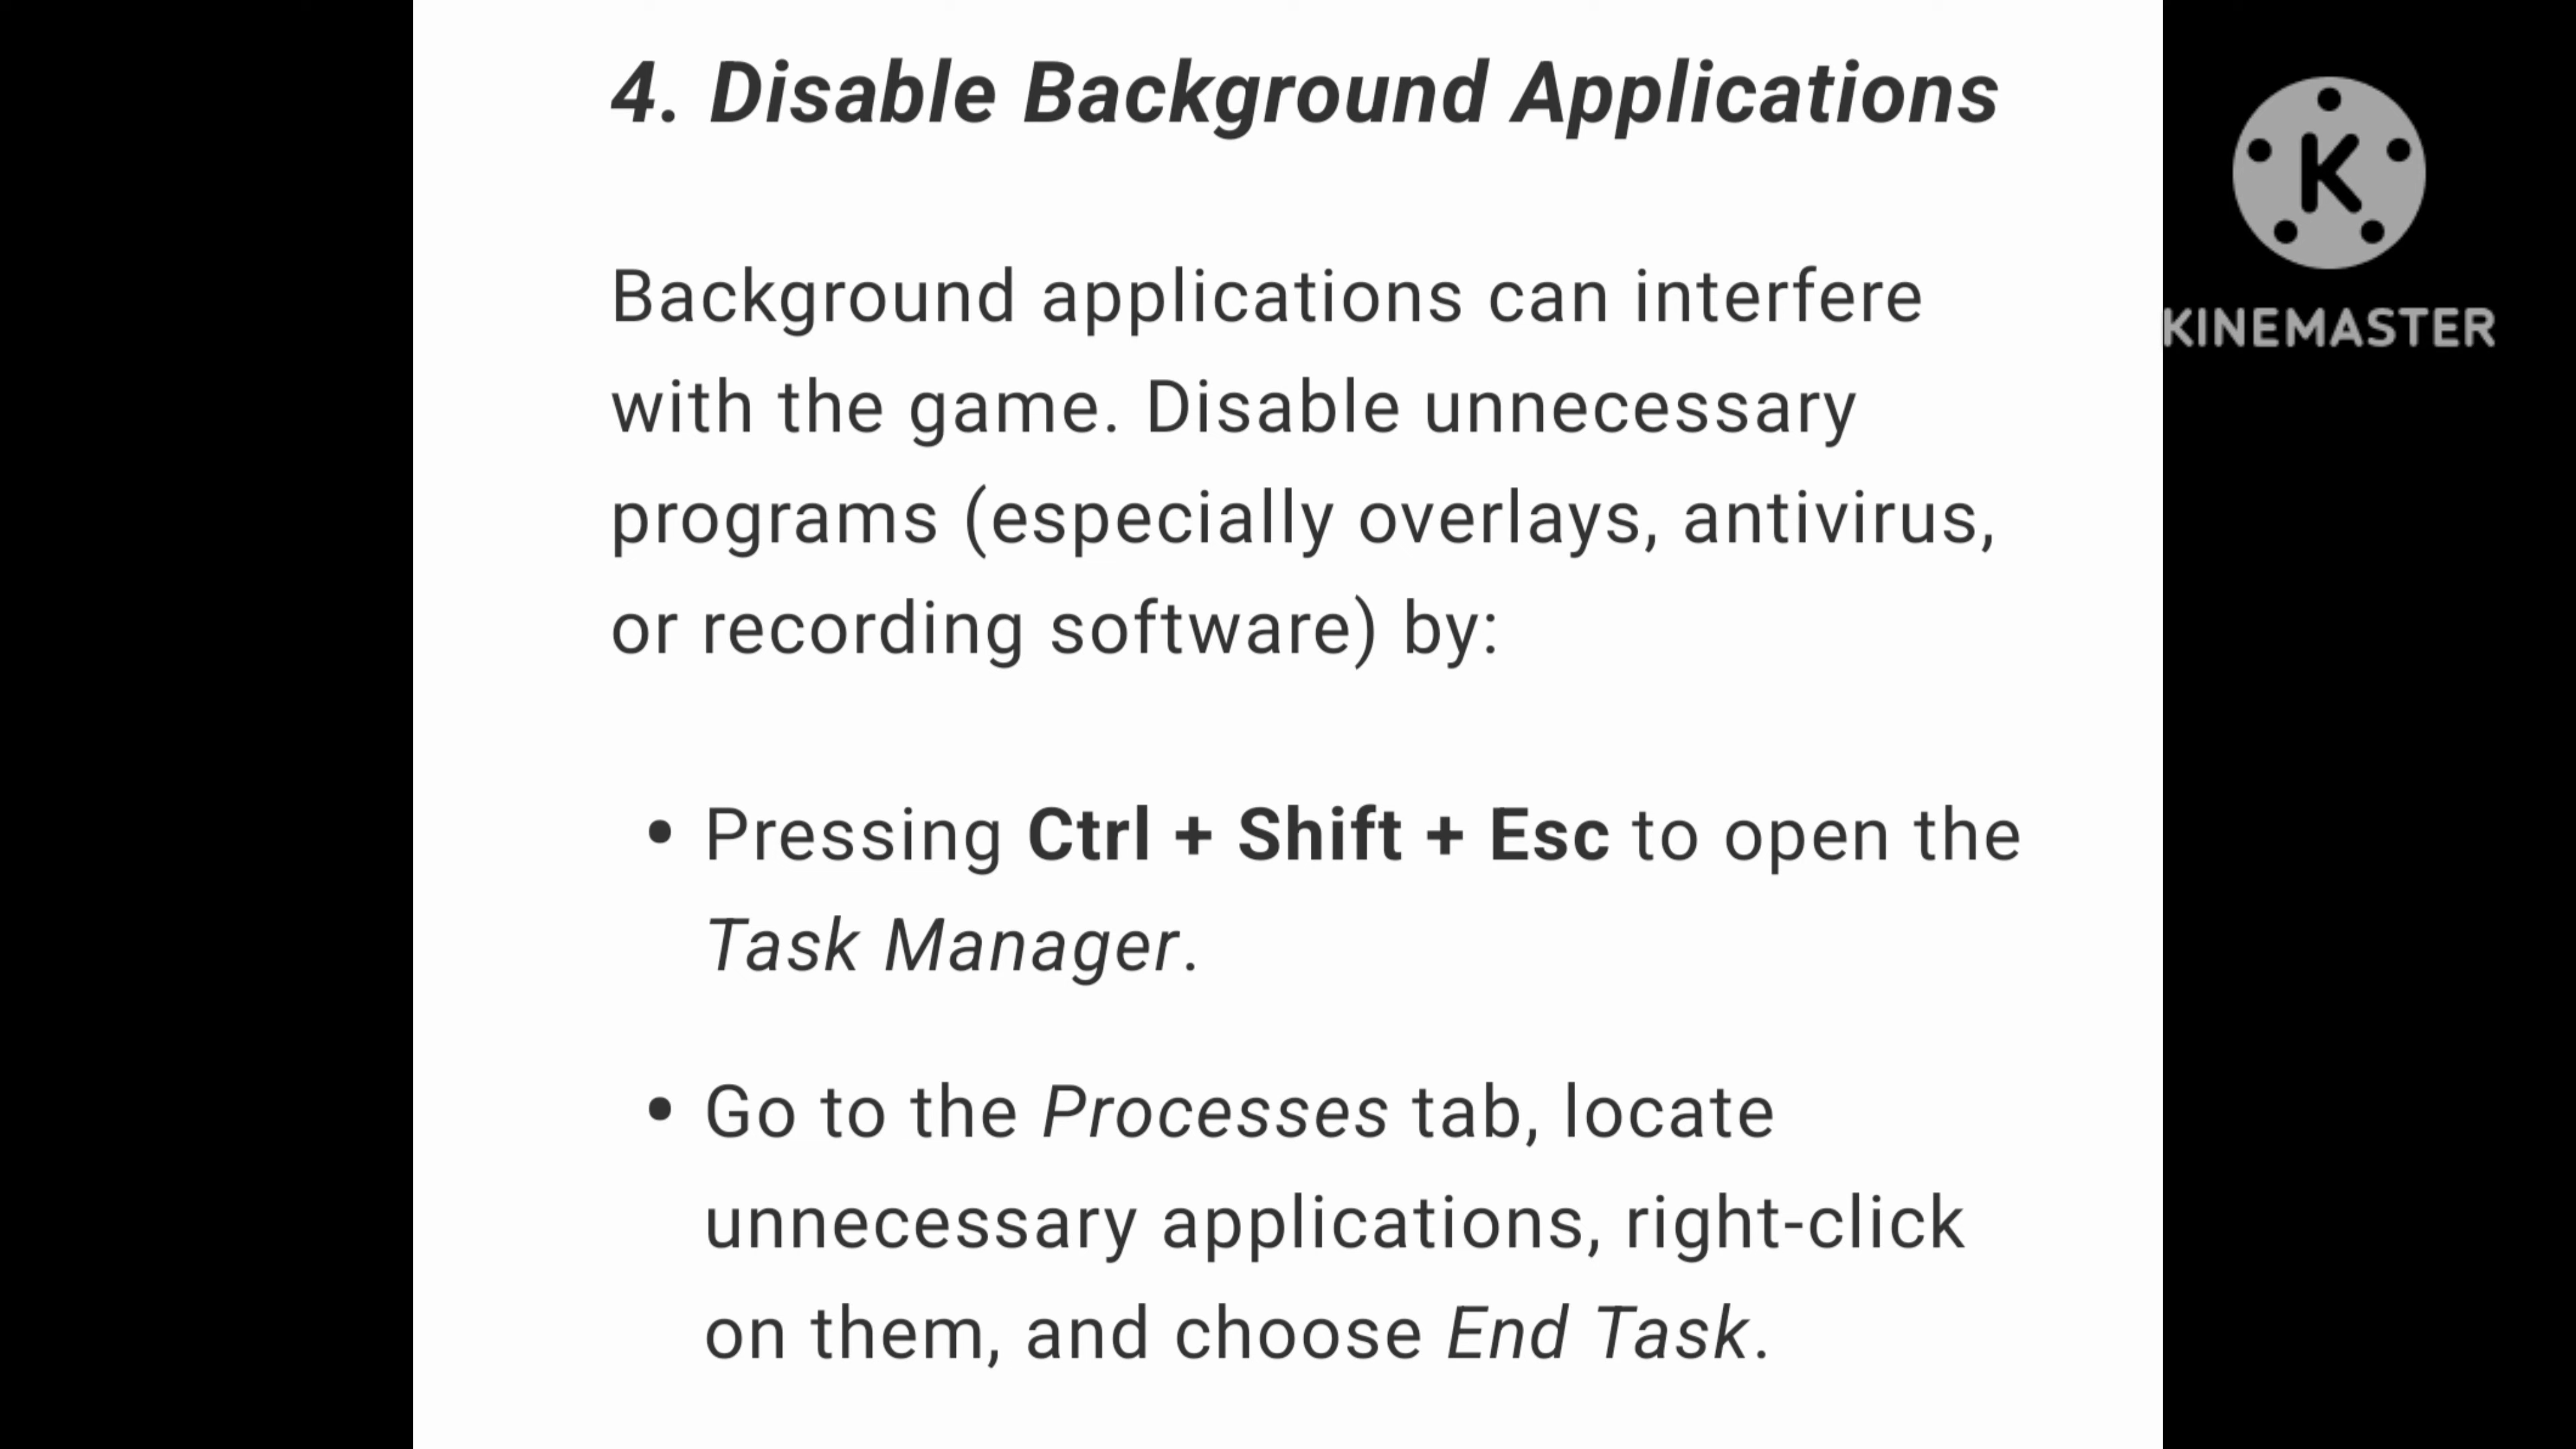 4. Disable Background Applications
Background applications can interfere
with the game. Disable unnecessary
programs (especially overlays, antivirus,
or recording software) by:
• Pressing Ctrl + Shift + Esc to open the
Task Manager.
• Go to the Processes tab, locate
unnecessary applications, right-click
on them, and choose End Task.
K
KINEMASTER